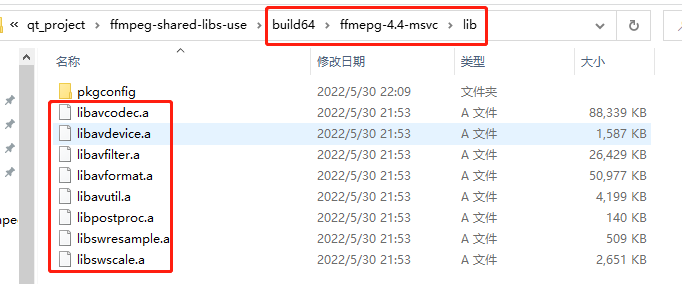 « qt_project › ffmpeg-shared-libs-use › build64 › ffmepg-4.4-msvc › lib
名称 修改日期 类型 大小
pkgconfig 2022/5/30 22:09 文件夹
libavcodec.a 2022/5/30 21:53 A 文件 88,339 KB
libavdevice.a 2022/5/30 21:53 A 文件 1,587 KB
libavfilter.a 2022/5/30 21:53 A 文件 26,429 KB
libavformat.a 2022/5/30 21:53 A 文件 50,977 KB
libavutil.a 2022/5/30 21:53 A 文件 4,199 KB
libpostproc.a 2022/5/30 21:53 A 文件 140 KB
libswresample.a 2022/5/30 21:53 A 文件 509 KB
libswscale.a 2022/5/30 21:53 A 文件 2,651 KB